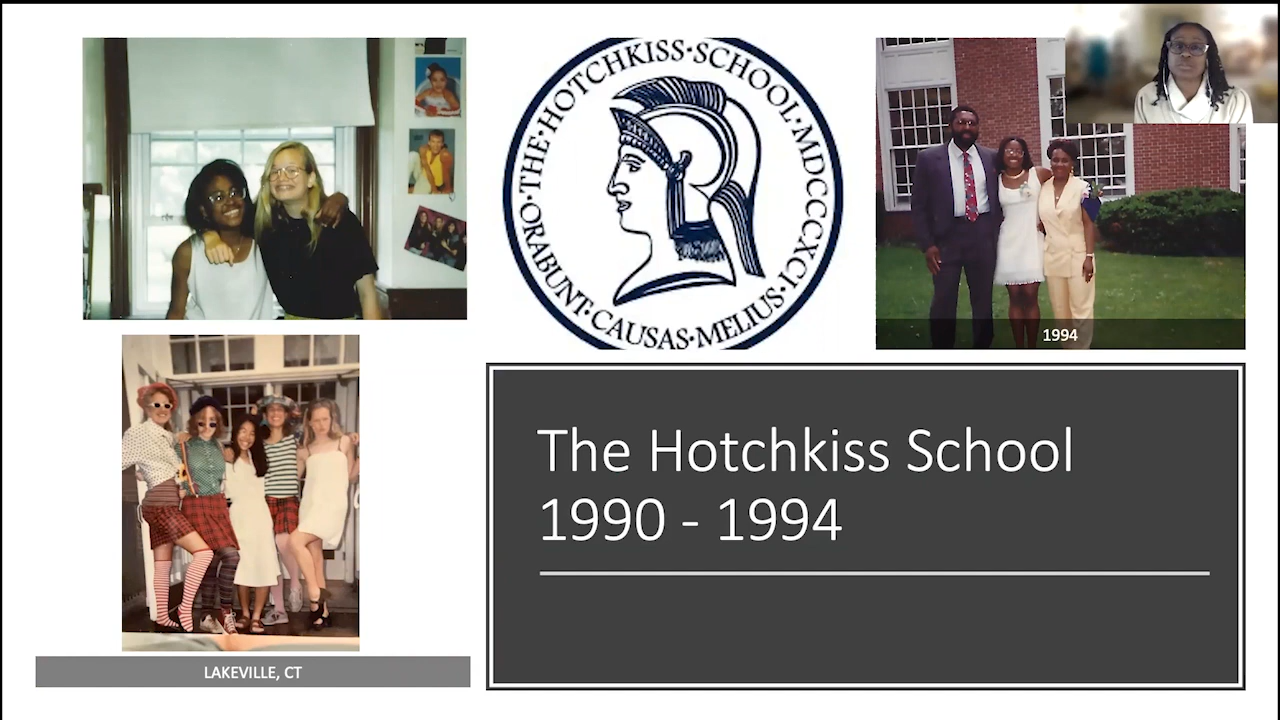 ·THE·HOTCHKISS·SCHOOL·MDCCCXCI·
ORABUNT·CAUSAS·MELIUS
1994
The Hotchkiss School
1990 - 1994
LAKEVILLE, CT